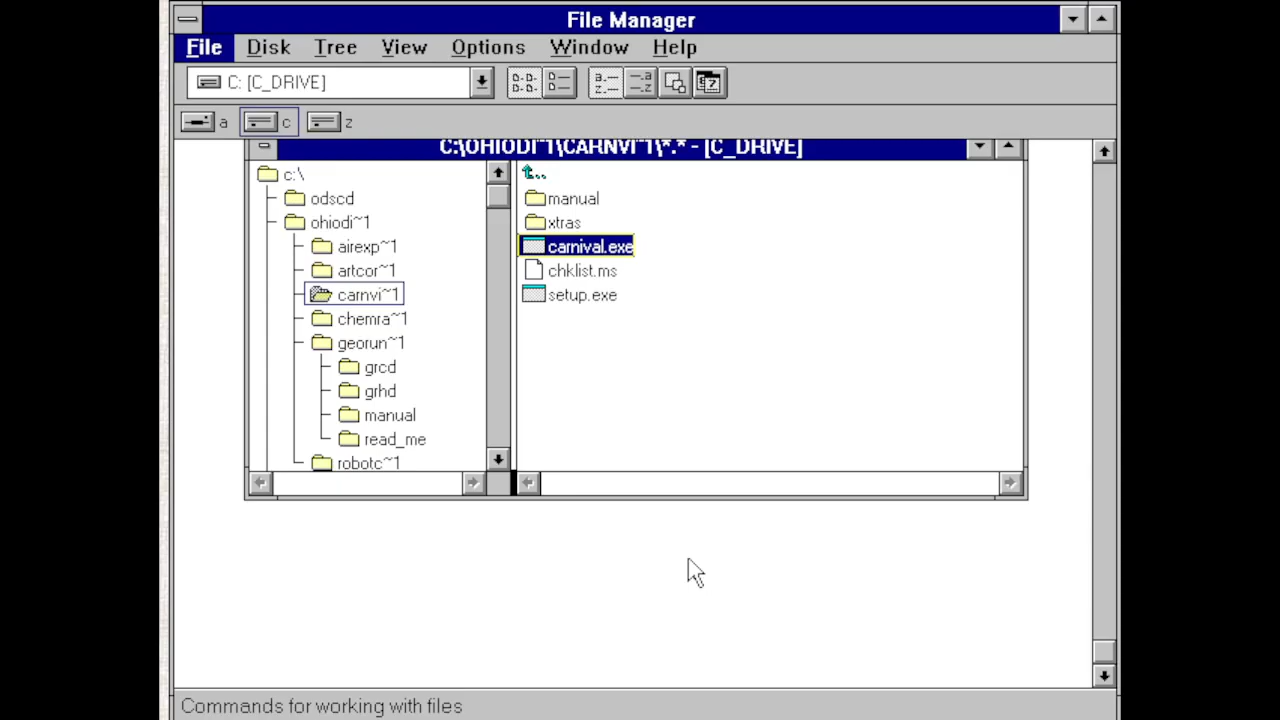 File Manager
File Disk Tree View Options Window Help
C: [C_DRIVE]
a c z
C:\OHIODI~1\CARNVI~1\*.* - [C_DRIVE]
c:\
odscd
ohiodi~1
airexp~1
artcor~1
carnvi~1
chemra~1
georun~1
grcd
grhd
manual
read_me
robotc~1
..
manual
xtras
carnival.exe
chklist.ms
setup.exe
Commands for working with files